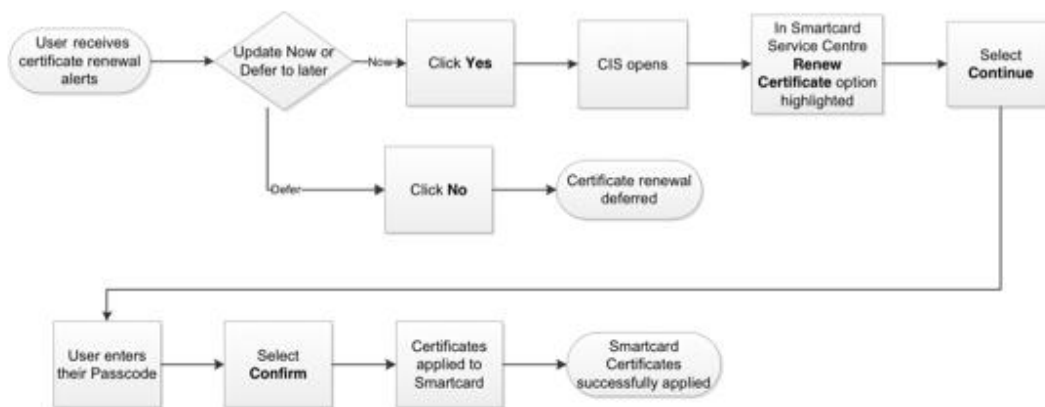 User receives
certificate renewal
alerts
Update Now or
Defer to later
Now
Click Yes
CIS opens
In Smartcard
Service Centre
Renew
Certificate option
highlighted
Select
Continue
Defer
Click No
Certificate renewal
deferred
User enters
their Passcode
Select
Confirm
Certificates
applied to
Smartcard
Smartcard
Certificates
successfully applied